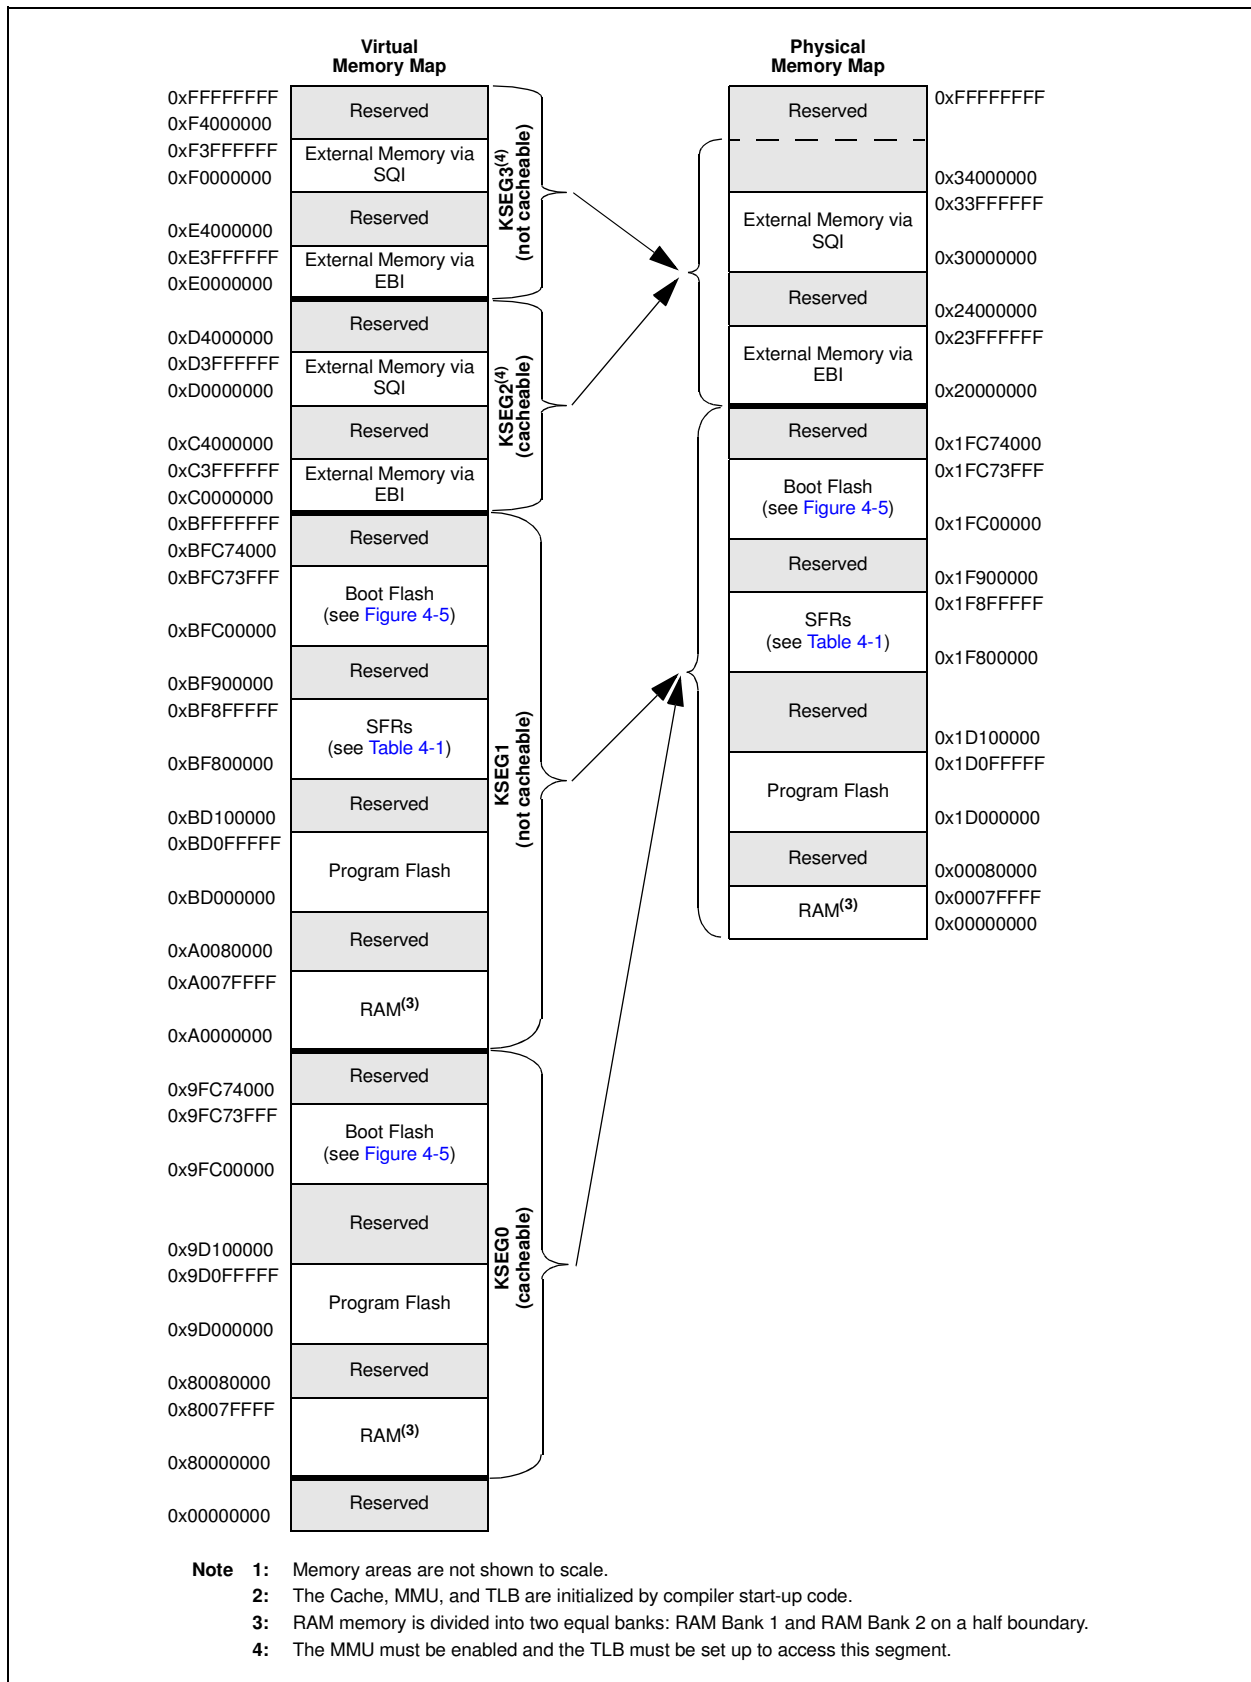 Virtual
Memory Map
0xFFFFFFFF
0xF4000000
0xF3FFFFFF
0xF0000000
0xE4000000
0xE3FFFFFF
0xE0000000
0xD4000000
0xD3FFFFFF
0xD0000000
0xC4000000
0xC3FFFFFF
0xC0000000
0xBFFFFFFF
0xBFC74000
0xBFC73FFF
0xBFC00000
0xBF900000
0xBF8FFFFF
0xBF800000
0xBD100000
0xBD0FFFFF
0xBD000000
0xA0080000
0xA007FFFF
0xA0000000
0x9FC74000
0x9FC73FFF
0x9FC00000
0x9D100000
0x9D0FFFFF
0x9D000000
0x80080000
0x8007FFFF
0x80000000
0x00000000
Reserved
External Memory via
SQI
Reserved
External Memory via
EBI
Reserved
External Memory via
SQI
Reserved
External Memory via
EBI
Reserved
Boot Flash
(see Figure 4-5)
Reserved
SFRs
(see Table 4-1)
Reserved
Program Flash
Reserved
RAM(3)
Reserved
Boot Flash
(see Figure 4-5)
Reserved
Program Flash
Reserved
RAM(3)
Reserved
KSEG3(4)
(not cacheable)
KSEG2(4)
(cacheable)
KSEG1
(not cacheable)
KSEG0
(cacheable)
Physical
Memory Map
Reserved
External Memory via
SQI
Reserved
External Memory via
EBI
Reserved
Boot Flash
(see Figure 4-5)
Reserved
SFRs
(see Table 4-1)
Reserved
Program Flash
Reserved
RAM(3)
0xFFFFFFFF
0x34000000
0x33FFFFFF
0x30000000
0x24000000
0x23FFFFFF
0x20000000
0x1FC74000
0x1FC73FFF
0x1FC00000
0x1F900000
0x1F8FFFFF
0x1F800000
0x1D100000
0x1D0FFFFF
0x1D000000
0x00080000
0x0007FFFF
0x00000000
Note 1: Memory areas are not shown to scale.
2: The Cache, MMU, and TLB are initialized by compiler start-up code.
3: RAM memory is divided into two equal banks: RAM Bank 1 and RAM Bank 2 on a half boundary.
4: The MMU must be enabled and the TLB must be set up to access this segment.